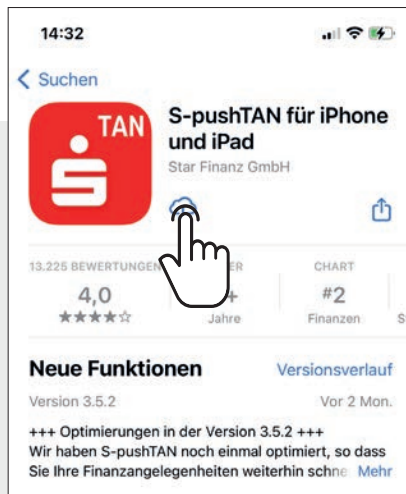 14:32
Suchen
TAN
S-pushTAN für iPhone
und iPad
Star Finanz GmbH
13.225 BEWERTUNGEN
CHART
4,0
+
#2
★★★★☆
Jahre
Finanzen
S
Neue Funktionen
Versionsverlauf
Version 3.5.2
Vor 2 Mon.
+++ Optimierungen in der Version 3.5.2 +++
Wir haben S-pushTAN noch einmal optimiert, so dass
Sie Ihre Finanzangelegenheiten weiterhin schne Mehr